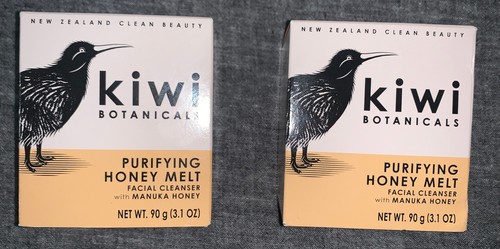 NEW ZEALAND CLEAN BEAUTY
kiwi
BOTANICALS
PURIFYING
HONEY MELT
FACIAL CLEANSER
with MANUKA HONEY
NET WT. 90 g (3.1 OZ)
NEW ZEALAND CLEAN BEAUTY
kiwi
BOTANICALS
PURIFYING
HONEY MELT
FACIAL CLEANSER
with MANUKA HONEY
NET WT. 90 g (3.1 OZ)